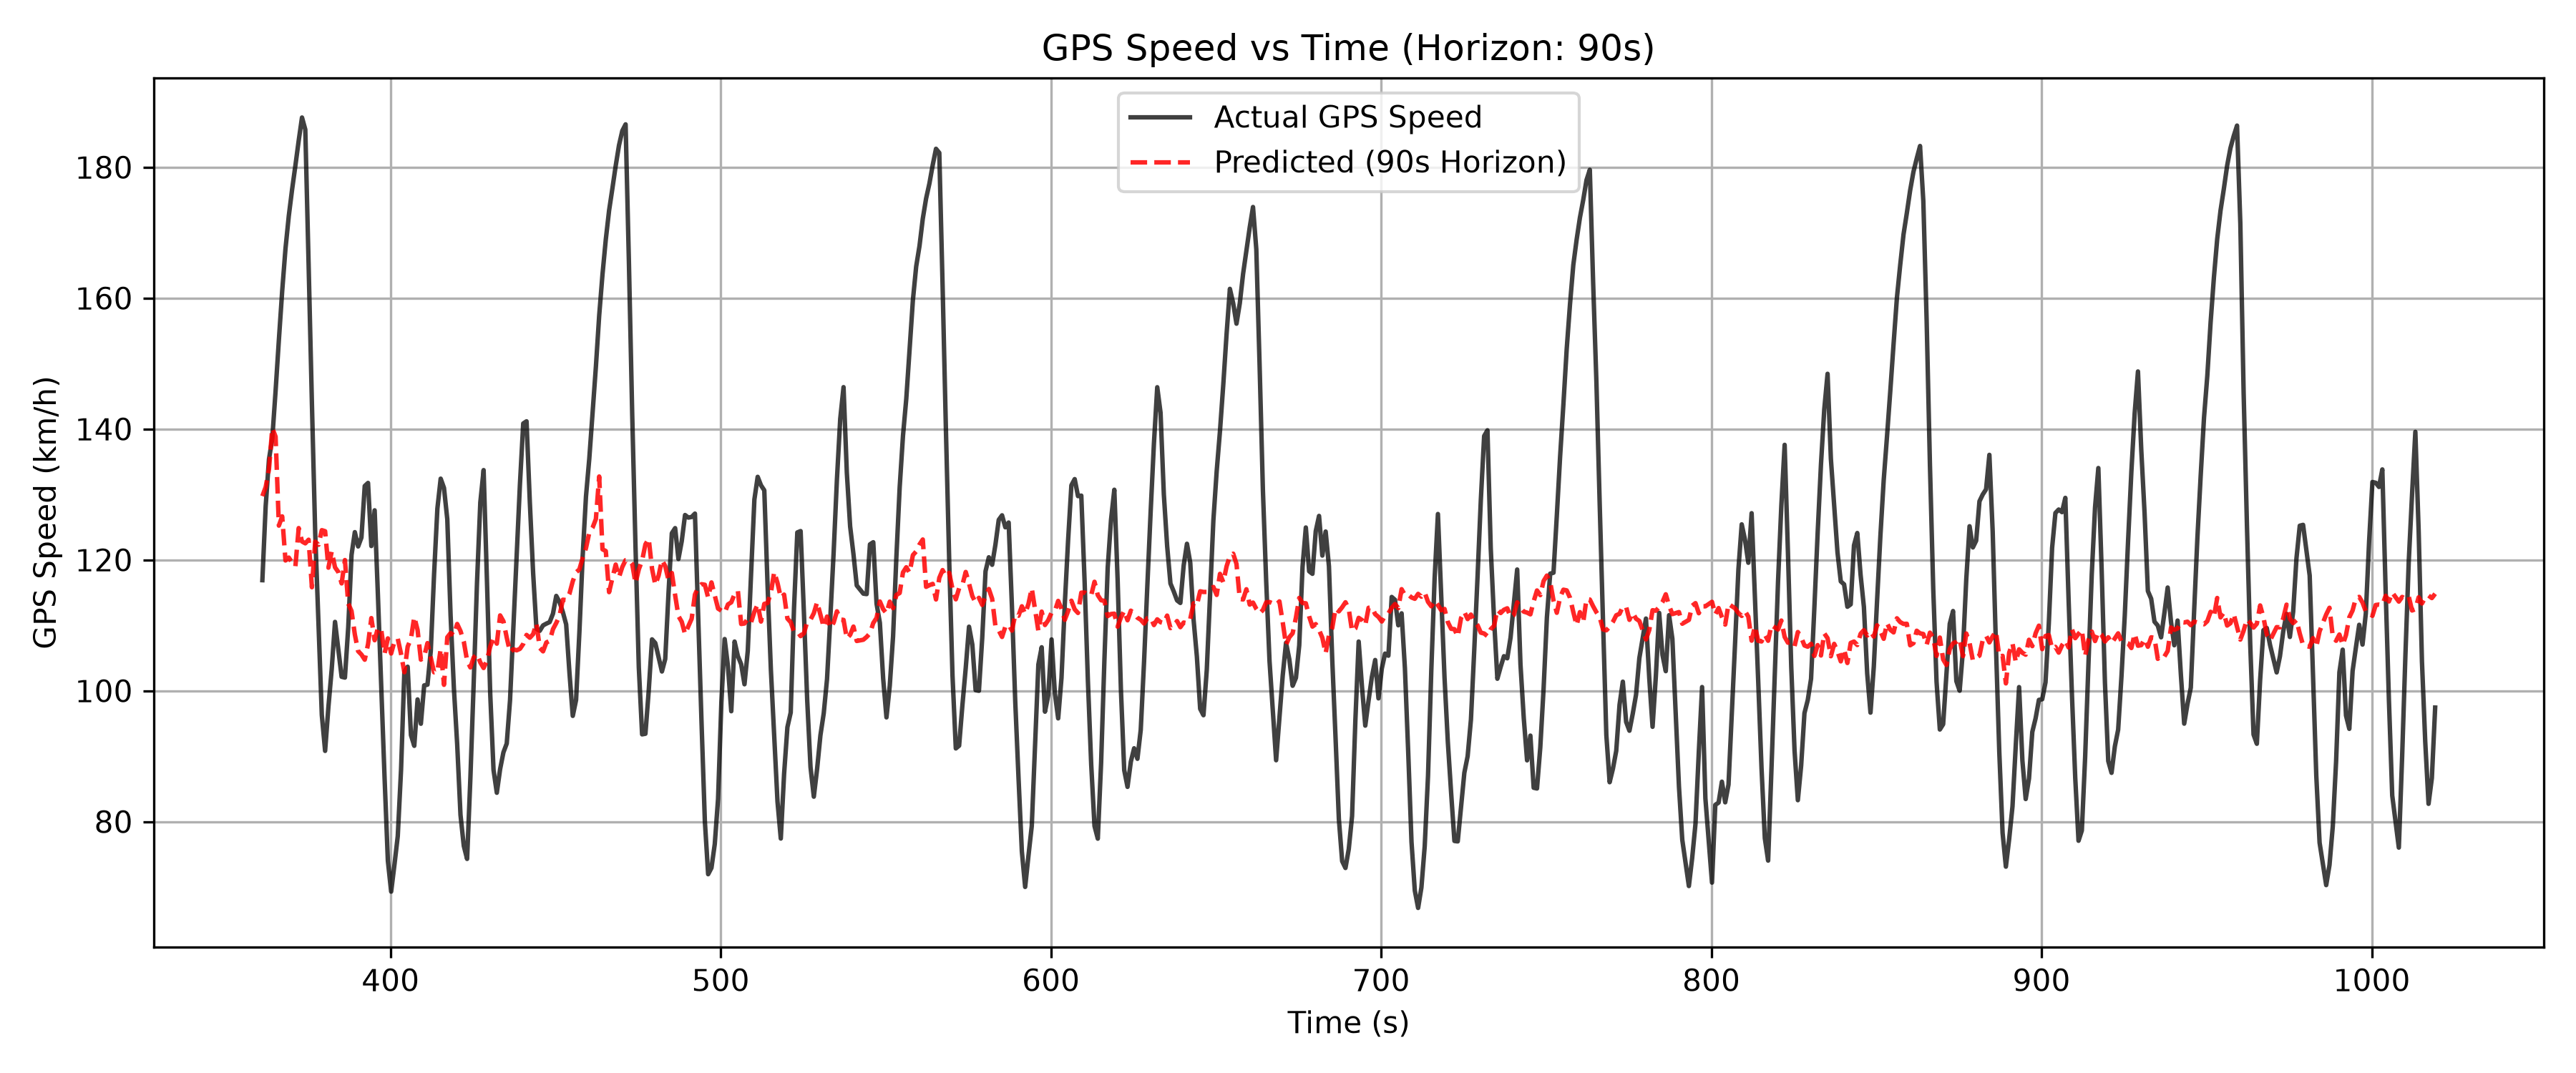 GPS Speed vs Time (Horizon: 90s)
Actual GPS Speed
Predicted (90s Horizon)
GPS Speed (km/h)
180
160
140
120
100
80
400 500 600 700 800 900 1000
Time (s)